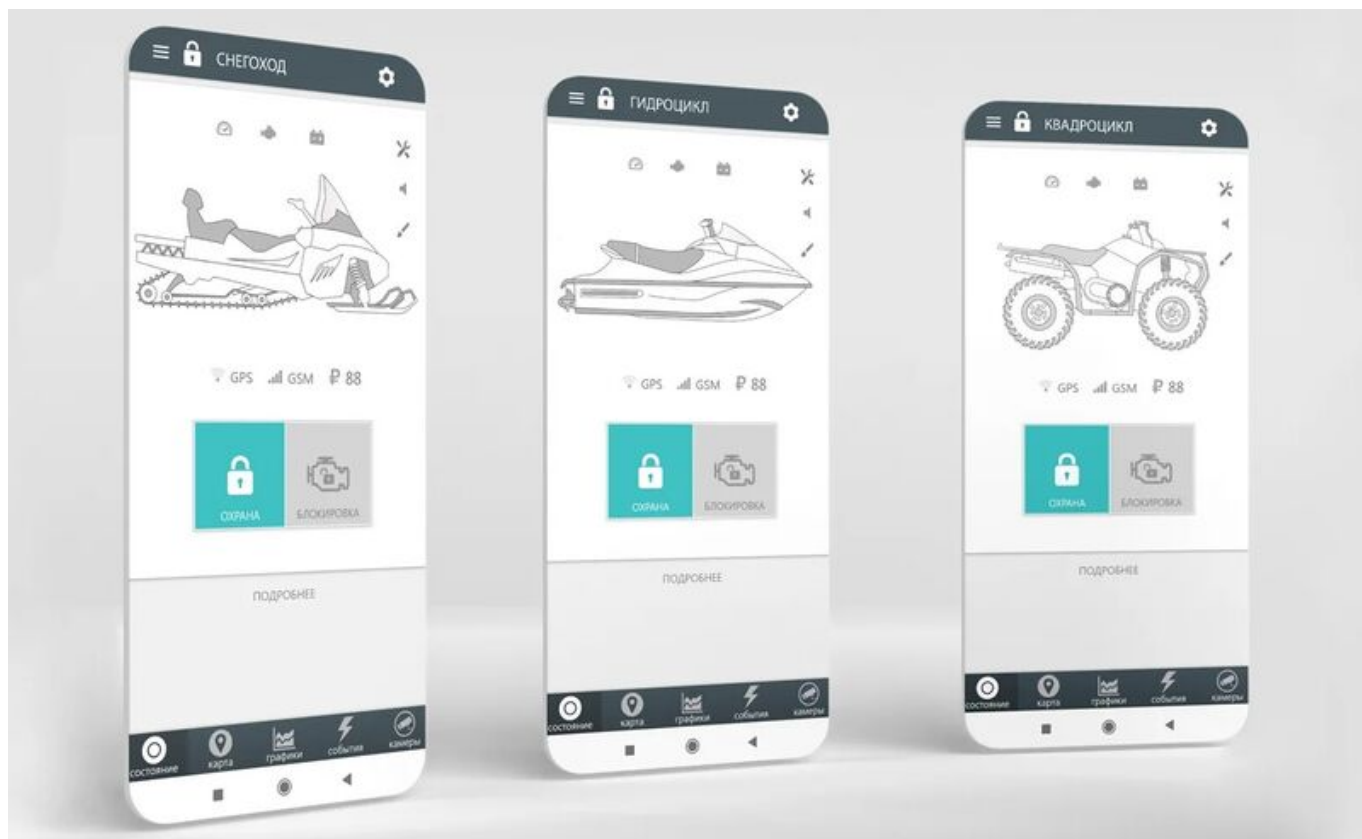 СНЕГОХОД
GPS GSM ₽ 88
ОХРАНА БЛОКИРОВКА
ПОДРОБНЕЕ
состояние карта графики события камеры
ГИДРОЦИКЛ
GPS GSM ₽ 88
ОХРАНА БЛОКИРОВКА
ПОДРОБНЕЕ
состояние карта графики события камеры
КВАДРОЦИКЛ
GPS GSM ₽ 88
ОХРАНА БЛОКИРОВКА
ПОДРОБНЕЕ
состояние карта графики события камеры